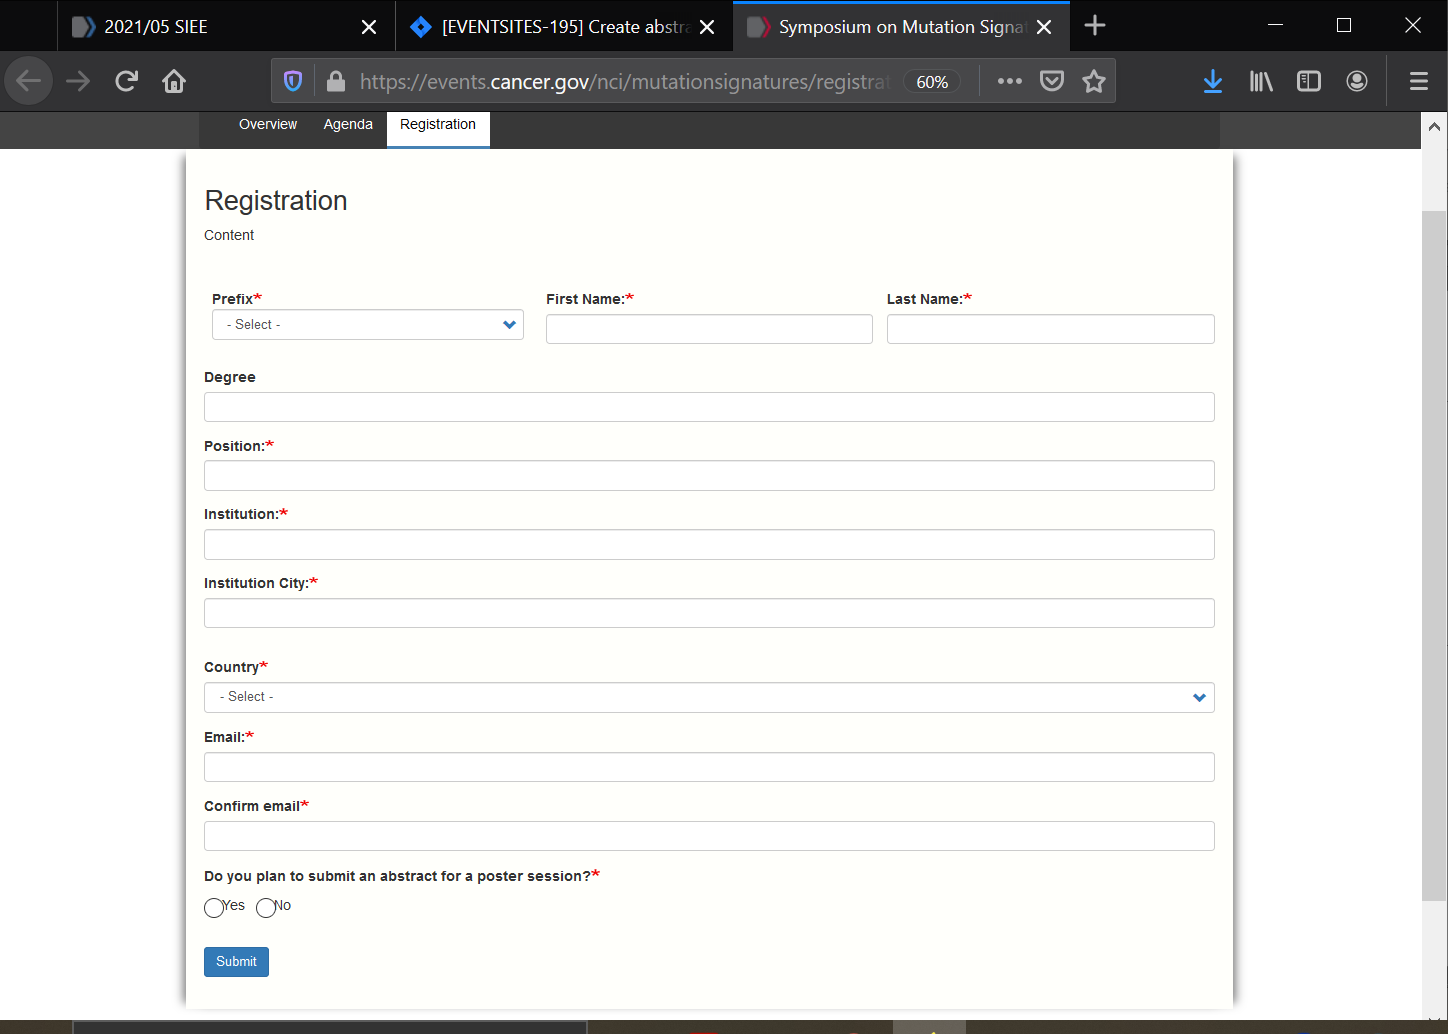 2021/05 SIEE
[EVENTSITES-195] Create abstra
Symposium on Mutation Signat
https://events.cancer.gov/nci/mutationsignatures/registrat
60%
Overview Agenda Registration
Registration
Content
Prefix* First Name:* Last Name:*
- Select -
Degree
Position:*
Institution:*
Institution City:*
Country*
- Select -
Email:*
Confirm email*
Do you plan to submit an abstract for a poster session?*
Yes No
Submit